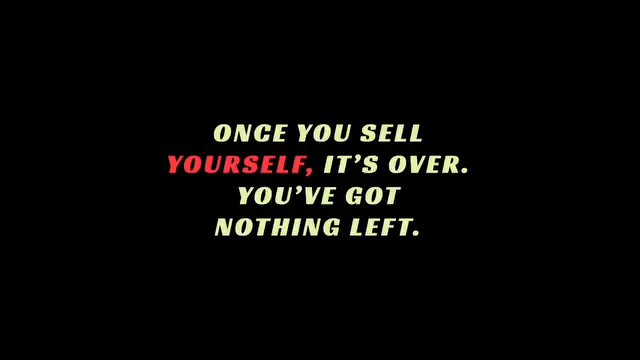 ONCE YOU SELL
YOURSELF, IT’S OVER.
YOU’VE GOT
NOTHING LEFT.